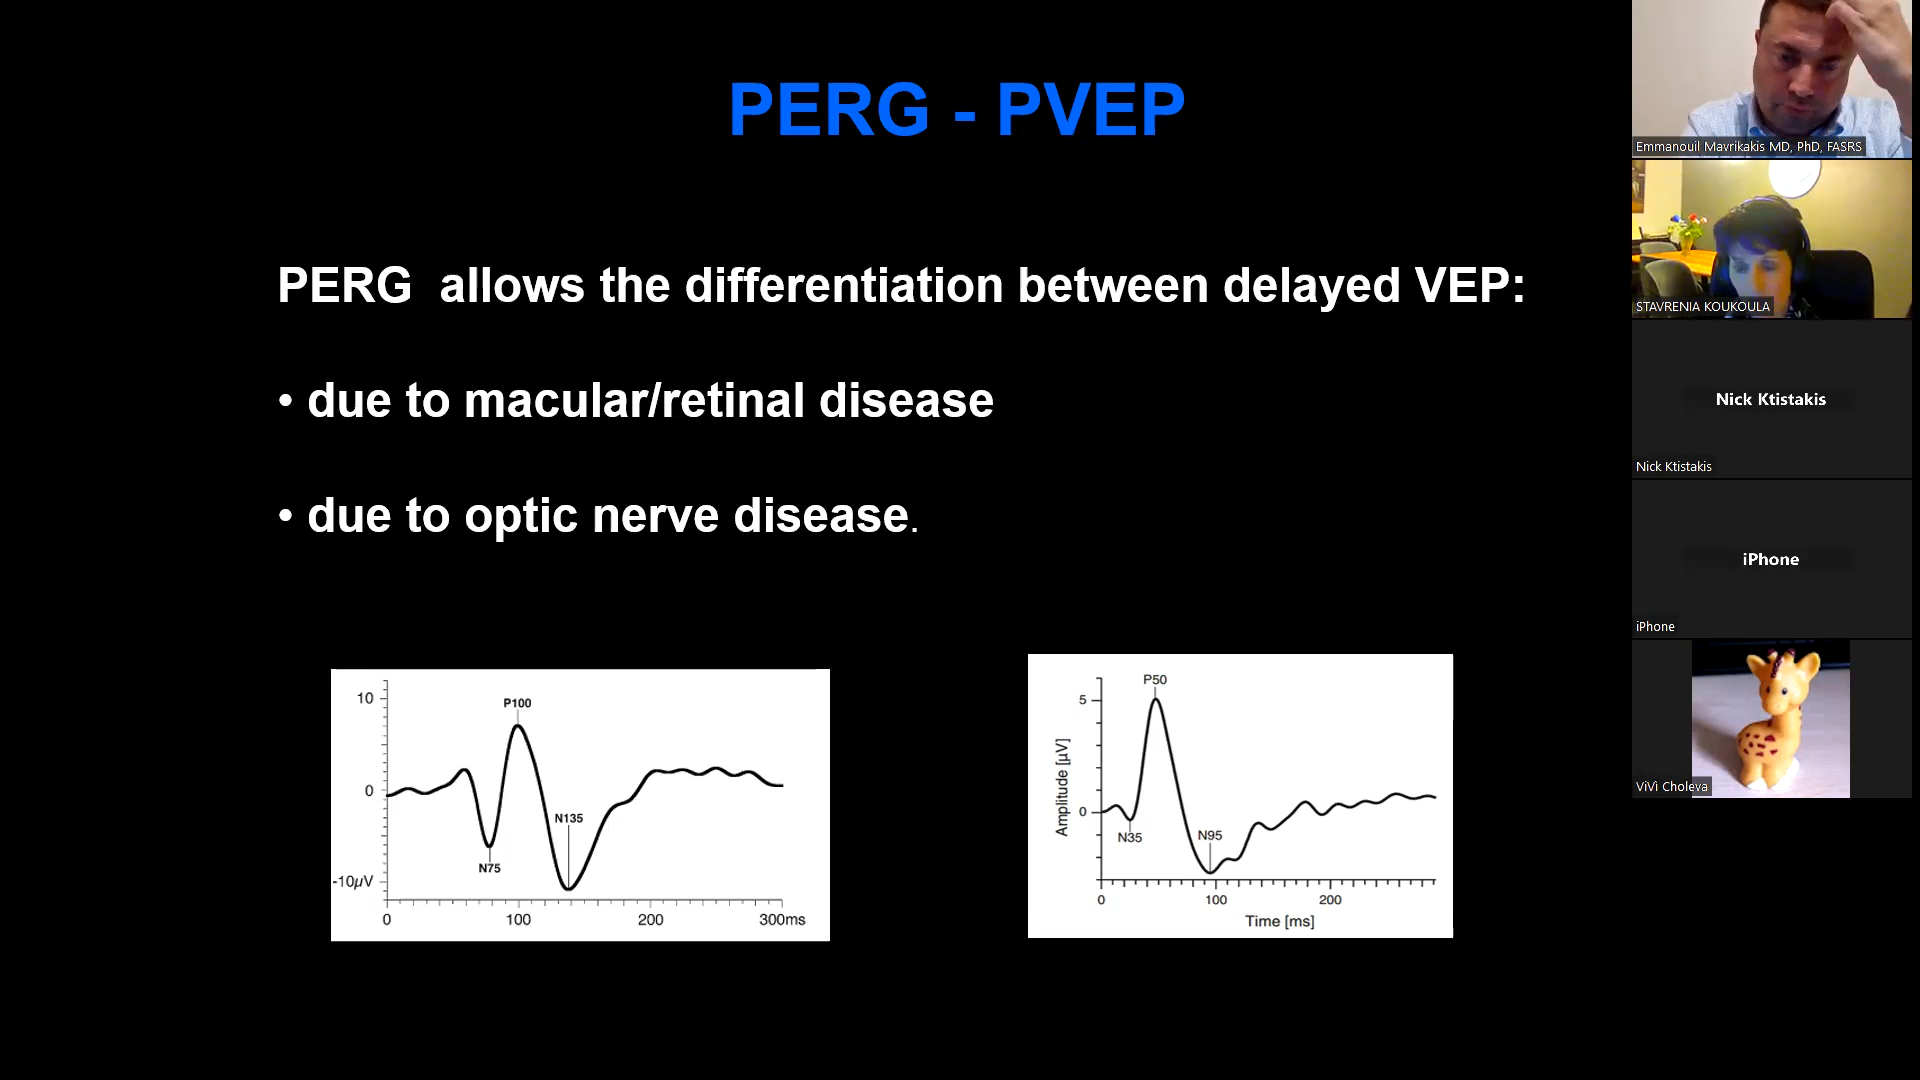 PERG - PVEP
PERG  allows the differentiation between delayed VEP:
• due to macular/retinal disease
• due to optic nerve disease.
10
0
-10µV
P100
N135
N75
0 100 200 300ms
P50
5
0
Amplitude [µV]
N35
N95
0 100 200
Time [ms]
Emmanouil Mavrikakis MD, PhD, FASRS
STAVRENIA KOUKOULA
Nick Ktistakis
Nick Ktistakis
iPhone
iPhone
ViVi Choleva